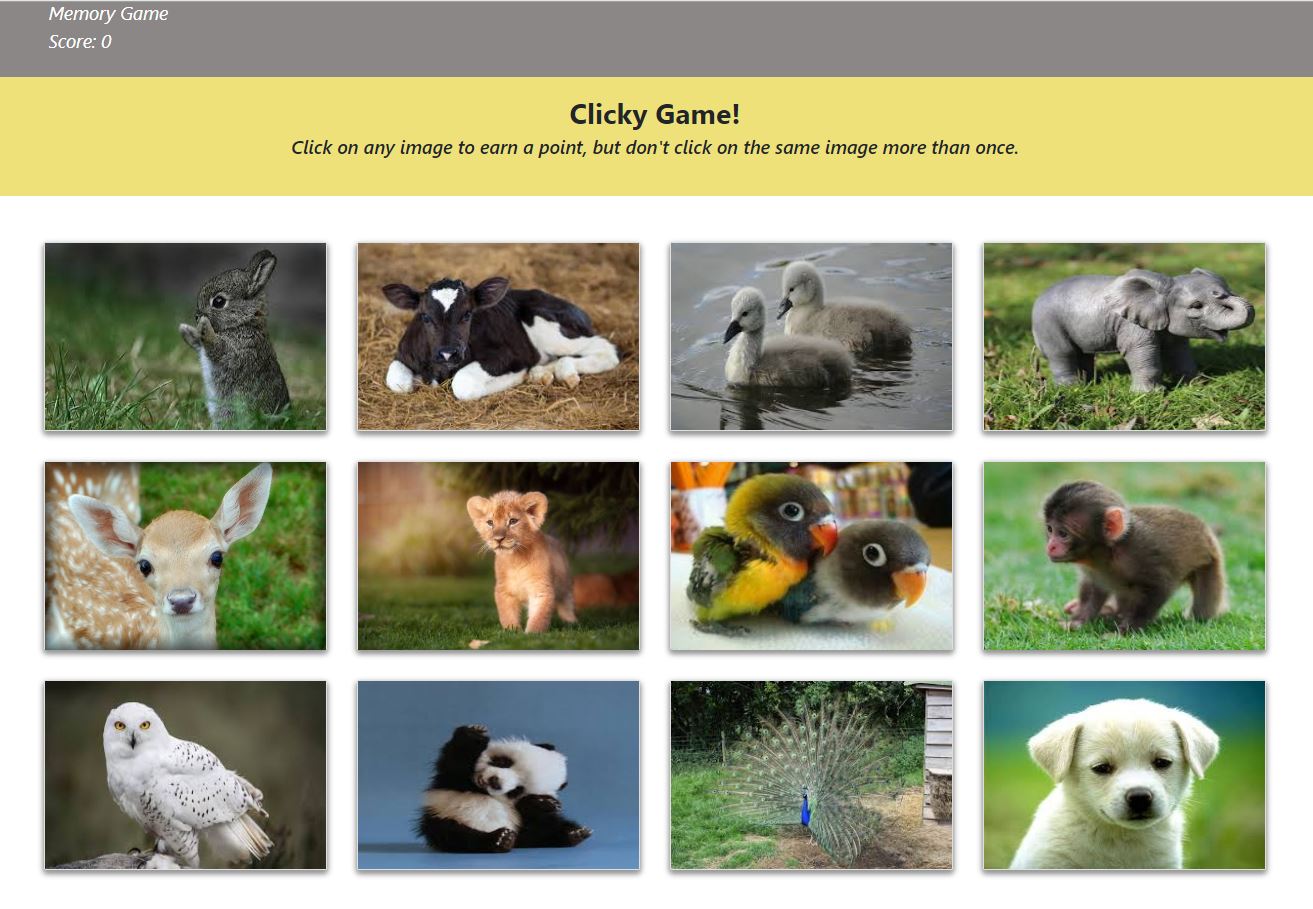 Memory Game
Score: 0
Clicky Game!
Click on any image to earn a point, but don't click on the same image more than once.